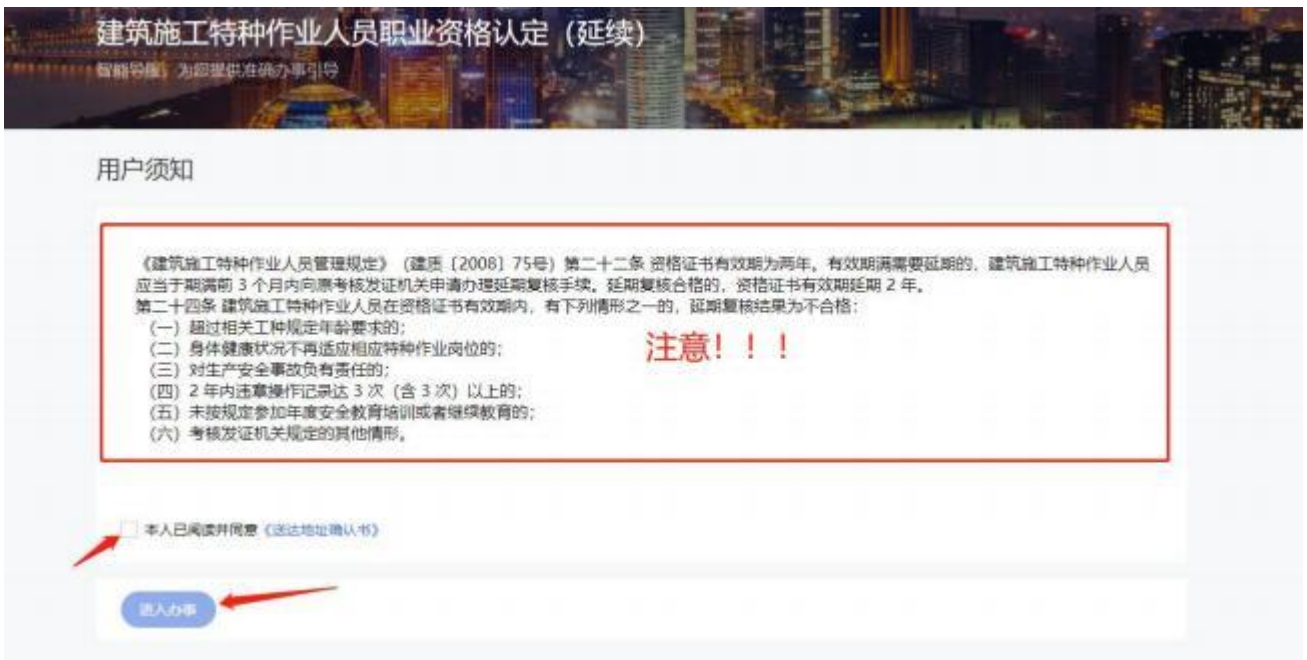 建筑施工特种作业人员职业资格认定（延续）
智能导服，为您提供准确办事引导
用户须知
《建筑施工特种作业人员管理规定》（建质〔2008〕75号）第二十二条 资格证书有效期为两年。有效期满需要延期的，建筑施工特种作业人员
应当于期满前 3 个月内向原考核发证机关申请办理延期复核手续。延期复核合格的，资格证书有效期延期 2 年。
第二十四条 建筑施工特种作业人员在资格证书有效期内，有下列情形之一的，延期复核结果为不合格：
（一）超过相关工种规定年龄要求的；
（二）身体健康状况不再适应相应特种作业岗位的；
（三）对生产安全事故负有责任的；
（四）2 年内违章操作记录达 3 次（含 3 次）以上的；
（五）未按规定参加年度安全教育培训或者继续教育的；
（六）考核发证机关规定的其他情形。
注意！！！
本人已阅读并同意《送达地址确认书》
进入办事